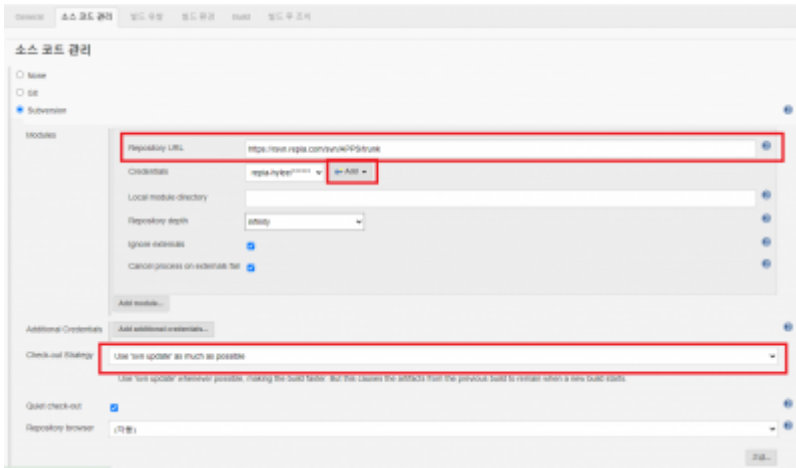 General 소스 코드 관리 빌드 유발 빌드 환경 Build 빌드 후 조치
소스 코드 관리
None
Git
Subversion
Modules
Repository URL
Credentials
Add
Local module directory
Repository depth infinity
Ignore externals
Cancel process on externals fail
Add module...
Additional Credentials Add additional credentials...
Check-out Strategy Use 'svn update' as much as possible
Use 'svn update' whenever possible, making the build faster. But this causes the artifacts from the previous build to remain when a new build starts.
Quiet check-out
Repository browser (자동)